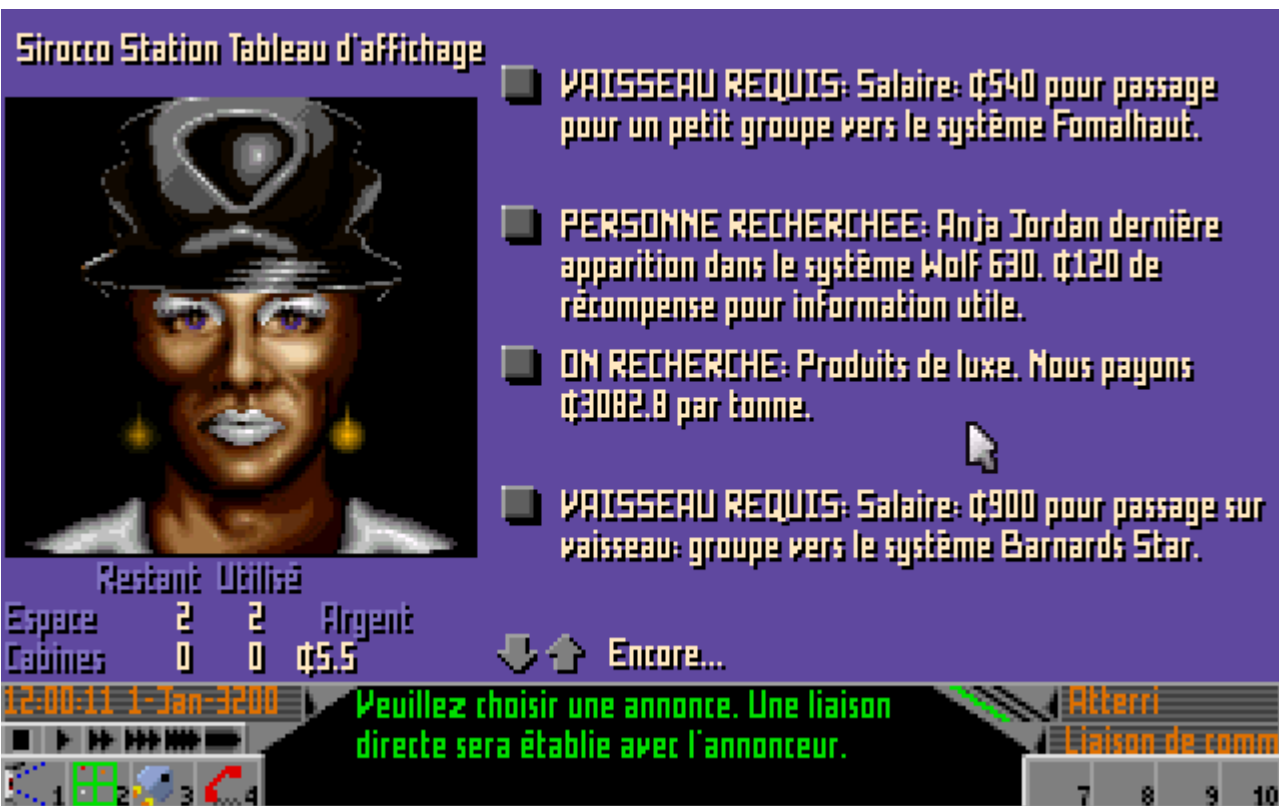 Sirocco Station Tableau d'affichage
VAISSEAU REQUIS: Salaire: ₵540 pour passage
pour un petit groupe vers le système Fomalhaut.
PERSONNE RECHERCHEE: Anja Jordan dernière
apparition dans le système Wolf 630. ₵120 de
récompense pour information utile.
ON RECHERCHE: Produits de luxe. Nous payons
₵3082.8 par tonne.
VAISSEAU REQUIS: Salaire: ₵900 pour passage sur
vaisseau: groupe vers le système Barnards Star.
Restant Utilisé
Espace 2 2 Argent
Cabines 0 0 ₵5.5
Encore...
12:00:11 1-Jan-3200
Veuillez choisir une annonce. Une liaison
directe sera établie avec l'annonceur.
Atterri
Liaison de comm
1 2 3 ...4
7 8 9 10